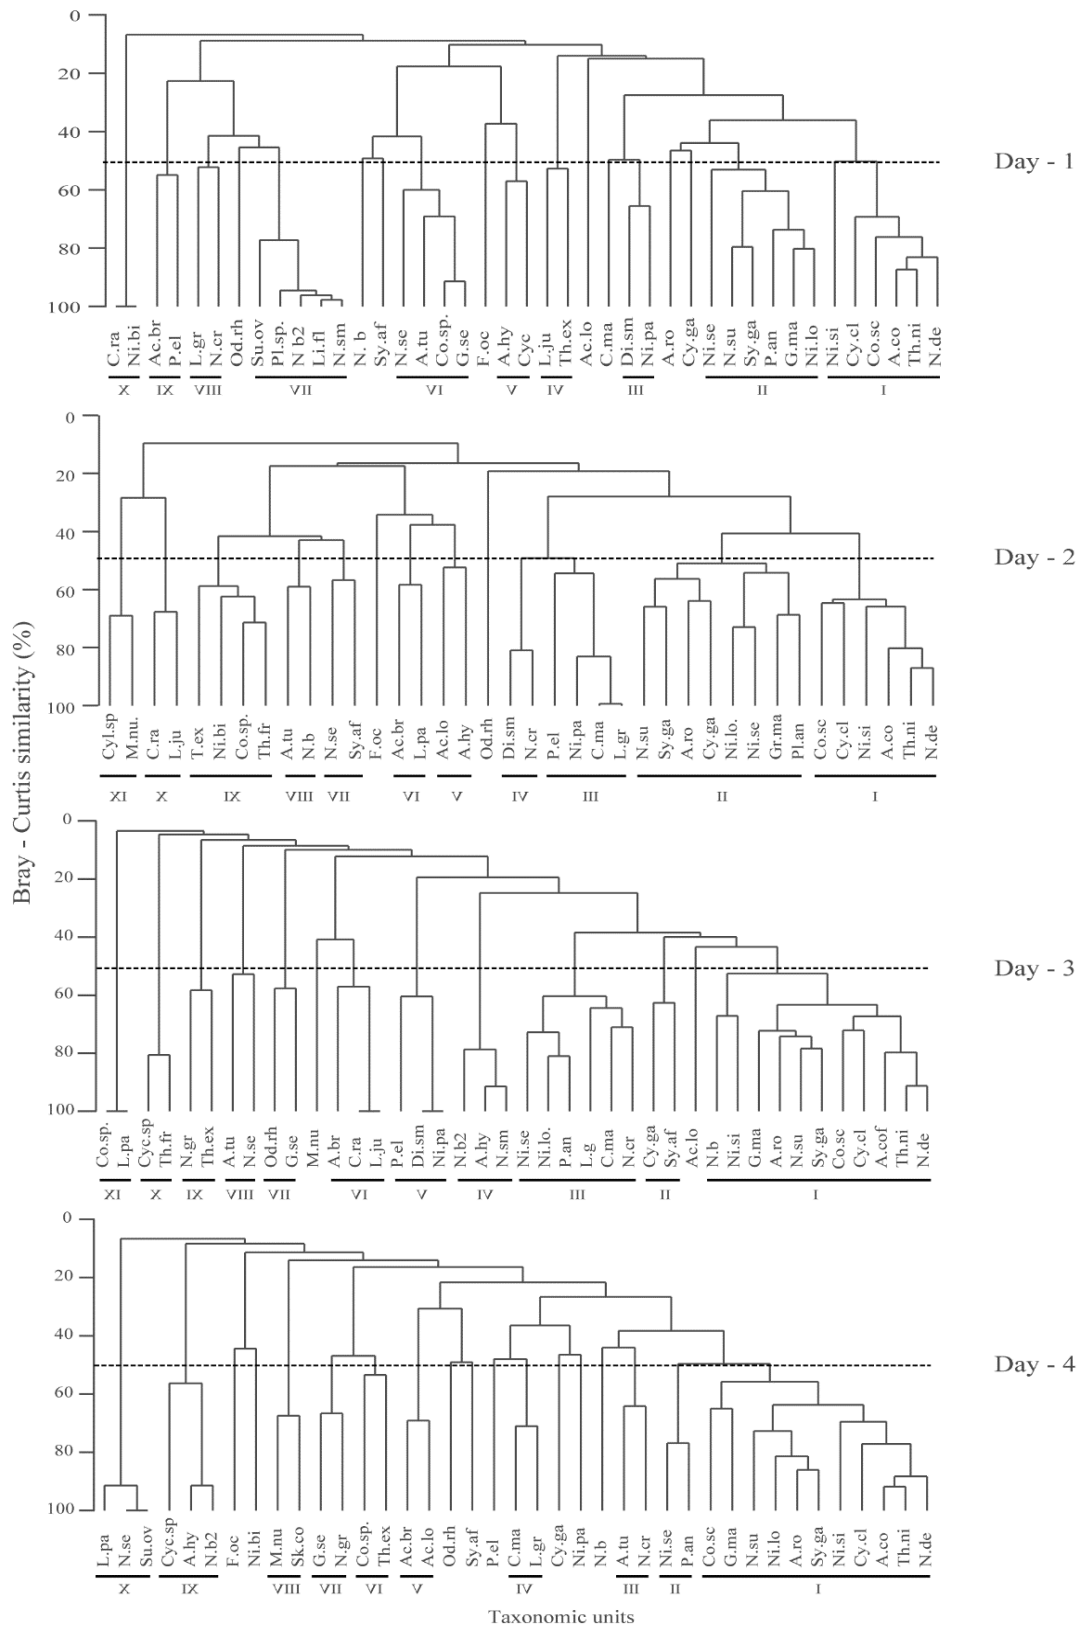 Bray - Curtis similarity (%)
0
20
40
60
80
100
Day - 1
C.ra Ni.bi Ac.br P.el L.gr N.cr Od.rh Su.ov Pl.sp. N b2 Li.fl N.sm N. b Sy.af N.se A.tu Co.sp. G.se F.oc A.hy Cyc L.ju Th.ex Ac.lo C.ma Di.sm Ni.pa A.ro Cy.ga Ni.se N.su Sy.ga P.an G.ma Ni.lo Ni.si Cy.cl Co.sc A.co Th.ni N.de
X IX VIII VII VI V IV III II I
0
20
40
60
80
100
Day - 2
Cyl.sp M.nu. C.ra L.ju T.ex Ni.bi Co.sp. Th.fr A.tu N.b N.se Sy.af F.oc Ac.br L.pa Ac.lo A.hy Od.rh Di.sm N.cr P.el Ni.pa C.ma L.gr N.su Sy.ga A.ro Cy.ga Ni.lo. Ni.se Gr.ma Pl.an Co.sc Cy.cl Ni.si A.co Th.ni N.de
XI X IX VIII VII VI V IV III II I
0
20
40
60
80
100
Day - 3
Co.sp. L.pa Cyc.sp Th.fr N.gr Th.ex A.tu N.se Od.rh G.se M.nu A.br C.ra L.ju P.el Di.sm Ni.pa N.b2 A.hy N.sm Ni.se Ni.lo. P.an L.g C.ma N.cr Cy.ga Sy.af Ac.lo N.b Ni.si G.ma A.ro N.su Sy.ga Co.sc Cy.cl A.cof Th.ni N.de
XI X IX VIII VII VI V IV III II I
0
20
40
60
80
100
Day - 4
L.pa N.se Su.ov Cyc.sp A.hy N.b2 F.oc Ni.bi M.nu Sk.co G.se N.gr Co.sp. Th.ex Ac.br Ac.lo Od.rh Sy.af P.el C.ma L.gr Cy.ga Ni.pa N.b A.tu N.cr Ni.se P.an Co.sc G.ma N.su Ni.lo A.ro Sy.ga Ni.si Cy.cl A.co Th.ni N.de
X IX VIII VII VI V IV III II I
Taxonomic units